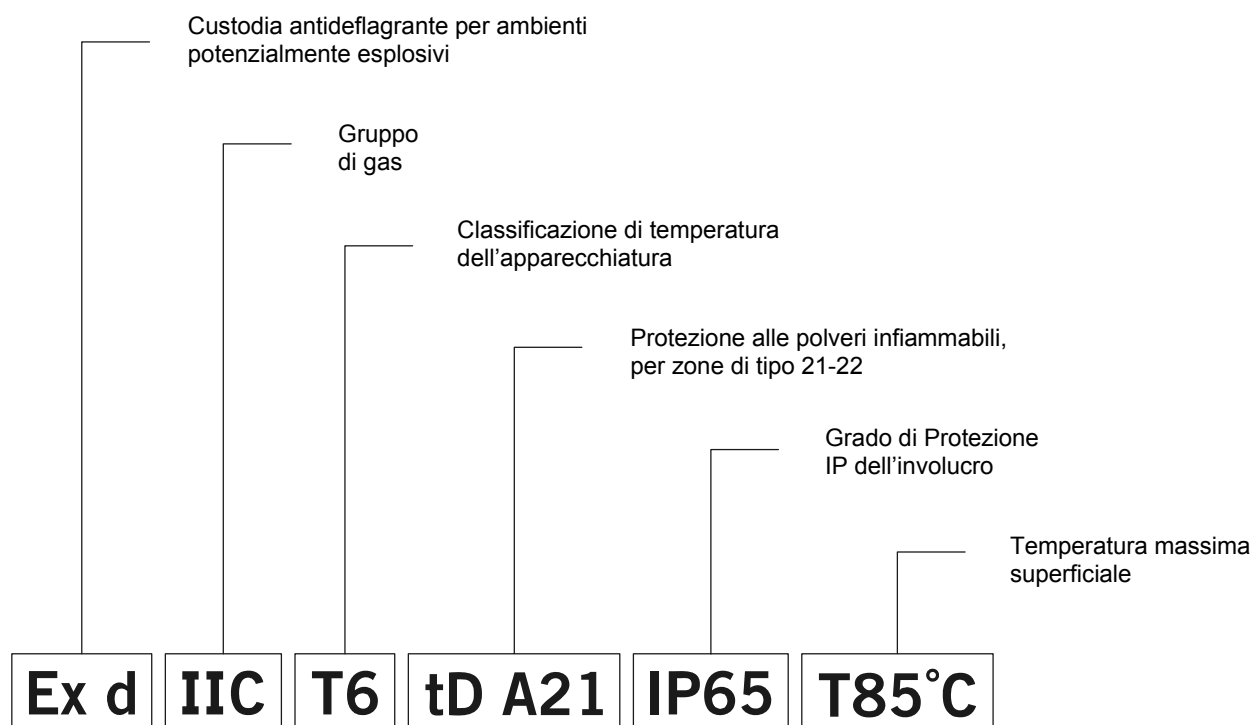 Custodia antideflagrante per ambienti
potenzialmente esplosivi
Gruppo
di gas
Classificazione di temperatura
dell'apparecchiatura
Protezione alle polveri infiammabili,
per zone di tipo 21-22
Grado di Protezione
IP dell'involucro
Temperatura massima
superficiale
Ex d IIC T6 tD A21 IP65 T85°C